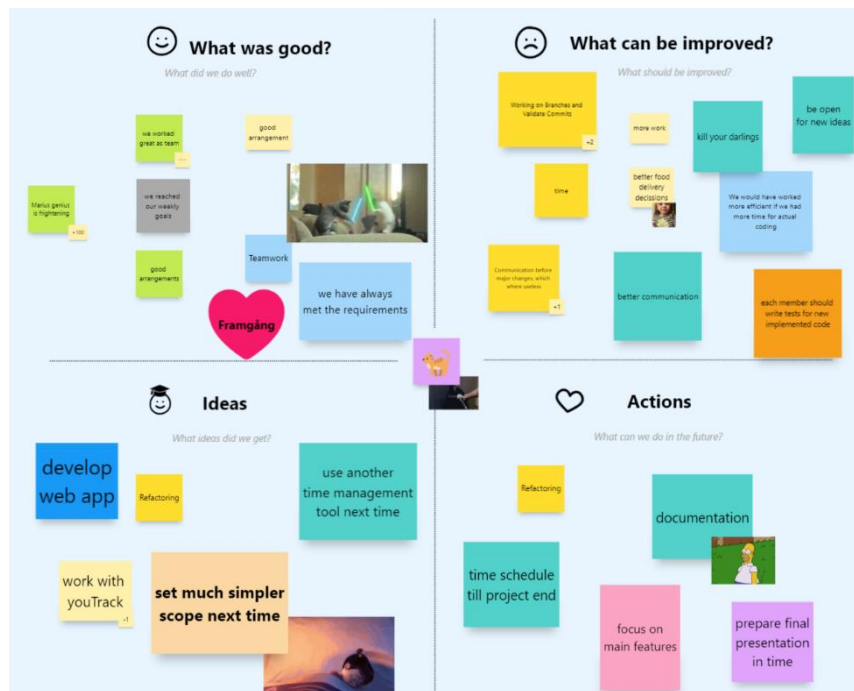 What was good?
What did we do well?
we worked
great as team
good
arrangement
Marius genius
is frightening
+100
we reached
our weekly
goals
good
arrangements
Teamwork
we have always
met the requirements
Framgång
What can be improved?
What should be improved?
Working on Branches and
Validate Commits
+2
more work
kill your darlings
be open
for new ideas
time
better food
delivery
decissions
We would have worked
more efficient if we had
more time for actual
coding
Communication before
major changes, which
where useless
+1
better communication
each member should
write tests for new
implemented code
Ideas
What ideas did we get?
develop
web app
Refactoring
use another
time management
tool next time
work with
youTrack
set much simpler
scope next time
Actions
What can we do in the future?
Refactoring
documentation
time schedule
till project end
focus on
main features
prepare final
presentation
in time